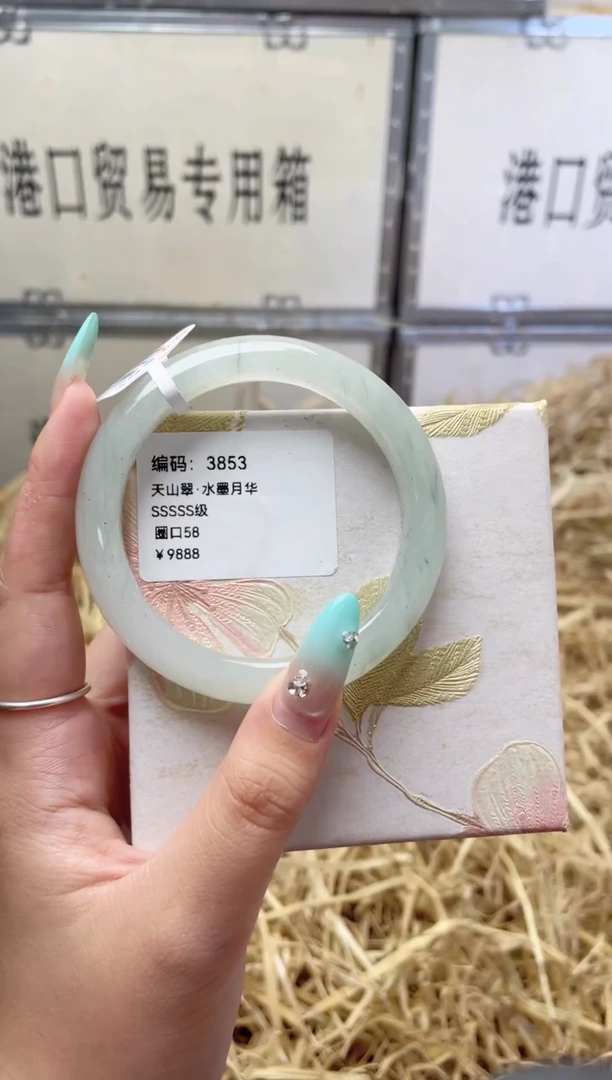 港口贸易专用箱
港口贸
编码：3853
天山翠·水墨月华
SSSSS级
圈口58
￥9888